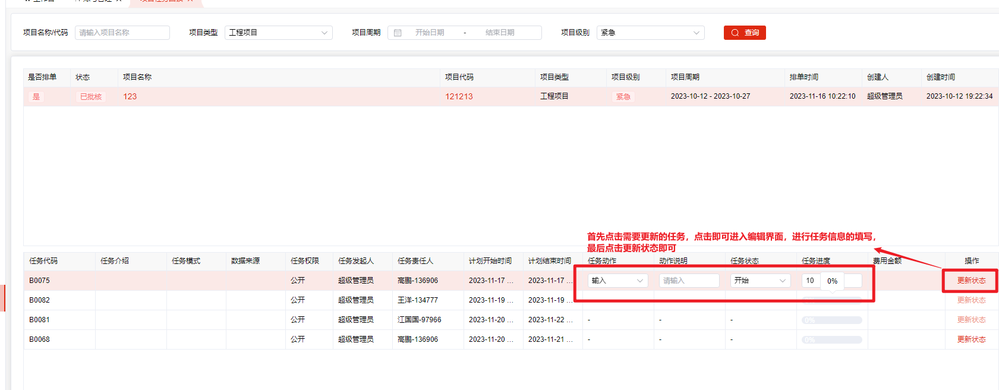 项目名称/代码 请输入项目名称 项目类型 工程项目 项目周期 开始日期 - 结束日期 项目级别 紧急 查询
是否排单 状态 项目名称 项目代码 项目类型 项目级别 项目周期 排单时间 创建人 创建时间
是 已批核 123 121213 工程项目 紧急 2023-10-12 - 2023-10-27 2023-11-16 10:22:10 超级管理员 2023-10-12 19:22:34
首先点击需要更新的任务，点击即可进入编辑界面，进行任务信息的填写，
最后点击更新状态即可
任务代码 任务介绍 任务模式 数据来源 任务权限 任务发起人 任务责任人 计划开始时间 计划结束时间 任务动作 动作说明 任务状态 任务进度 费用金额 操作
B0075 公开 超级管理员 高鹏-136906 2023-11-17 ... 2023-11-17 ... 输入 请输入 开始 10 0% 更新状态
B0082 公开 超级管理员 王洋-134777 2023-11-19 ... 2023-11-19 ... 更新状态
B0081 公开 超级管理员 江国国-97966 2023-11-20 ... 2023-11-22 ... - - - 0% 更新状态
B0068 公开 超级管理员 高鹏-136906 2023-11-20 ... 2023-11-21 ... - - - 0% 更新状态